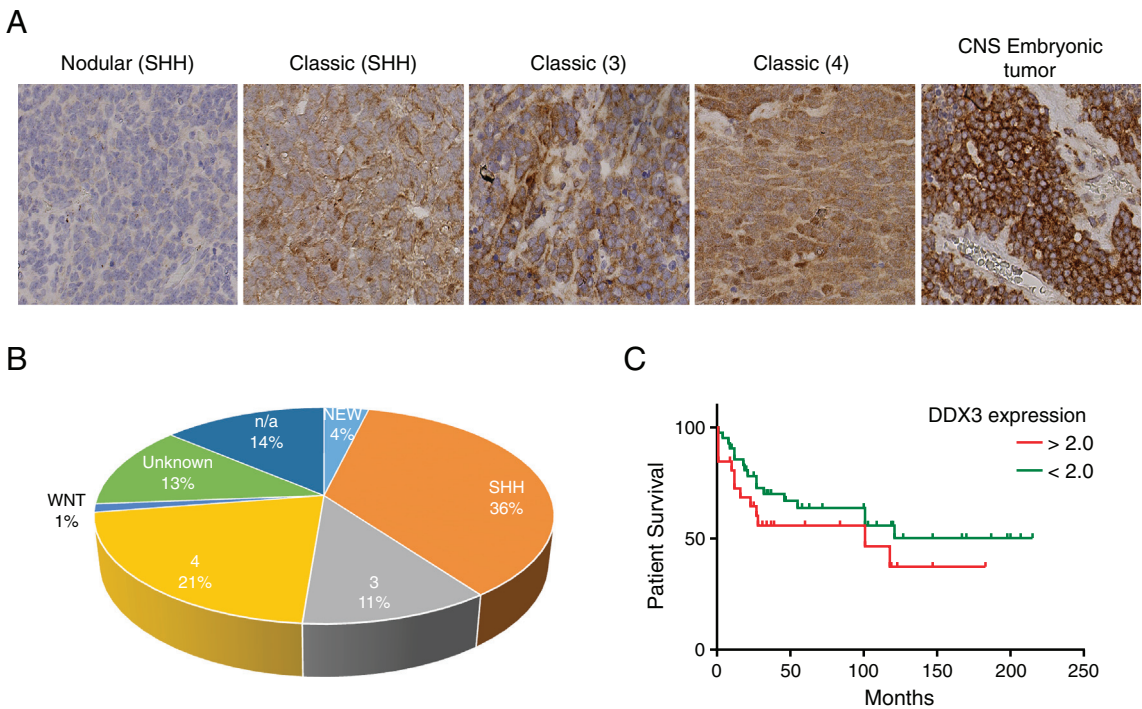 A
Nodular (SHH)
Classic (SHH)
Classic (3)
Classic (4)
CNS Embryonic
tumor
B
n/a
14%
NEW
4%
Unknown
13%
SHH
36%
WNT
1%
4
21%
3
11%
C
DDX3 expression
> 2.0
< 2.0
Patient Survival
100
50
0
0 50 100 150 200 250
Months